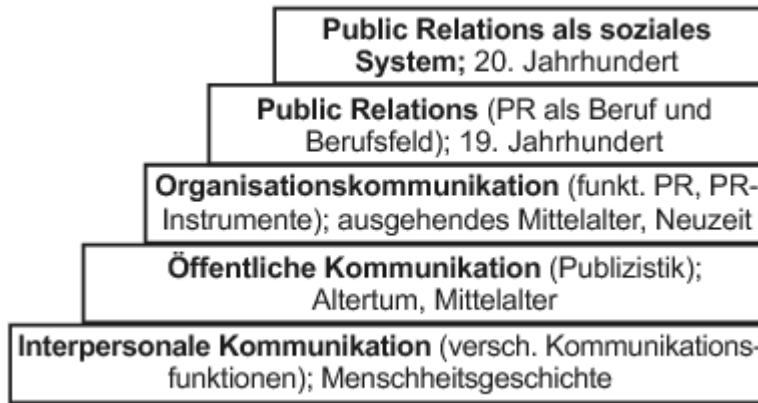 Public Relations als soziales
System; 20. Jahrhundert
Public Relations (PR als Beruf und
Berufsfeld); 19. Jahrhundert
Organisationskommunikation (funkt. PR, PR-
Instrumente); ausgehendes Mittelalter, Neuzeit
Öffentliche Kommunikation (Publizistik);
Altertum, Mittelalter
Interpersonale Kommunikation (versch. Kommunikations-
funktionen); Menschheitsgeschichte